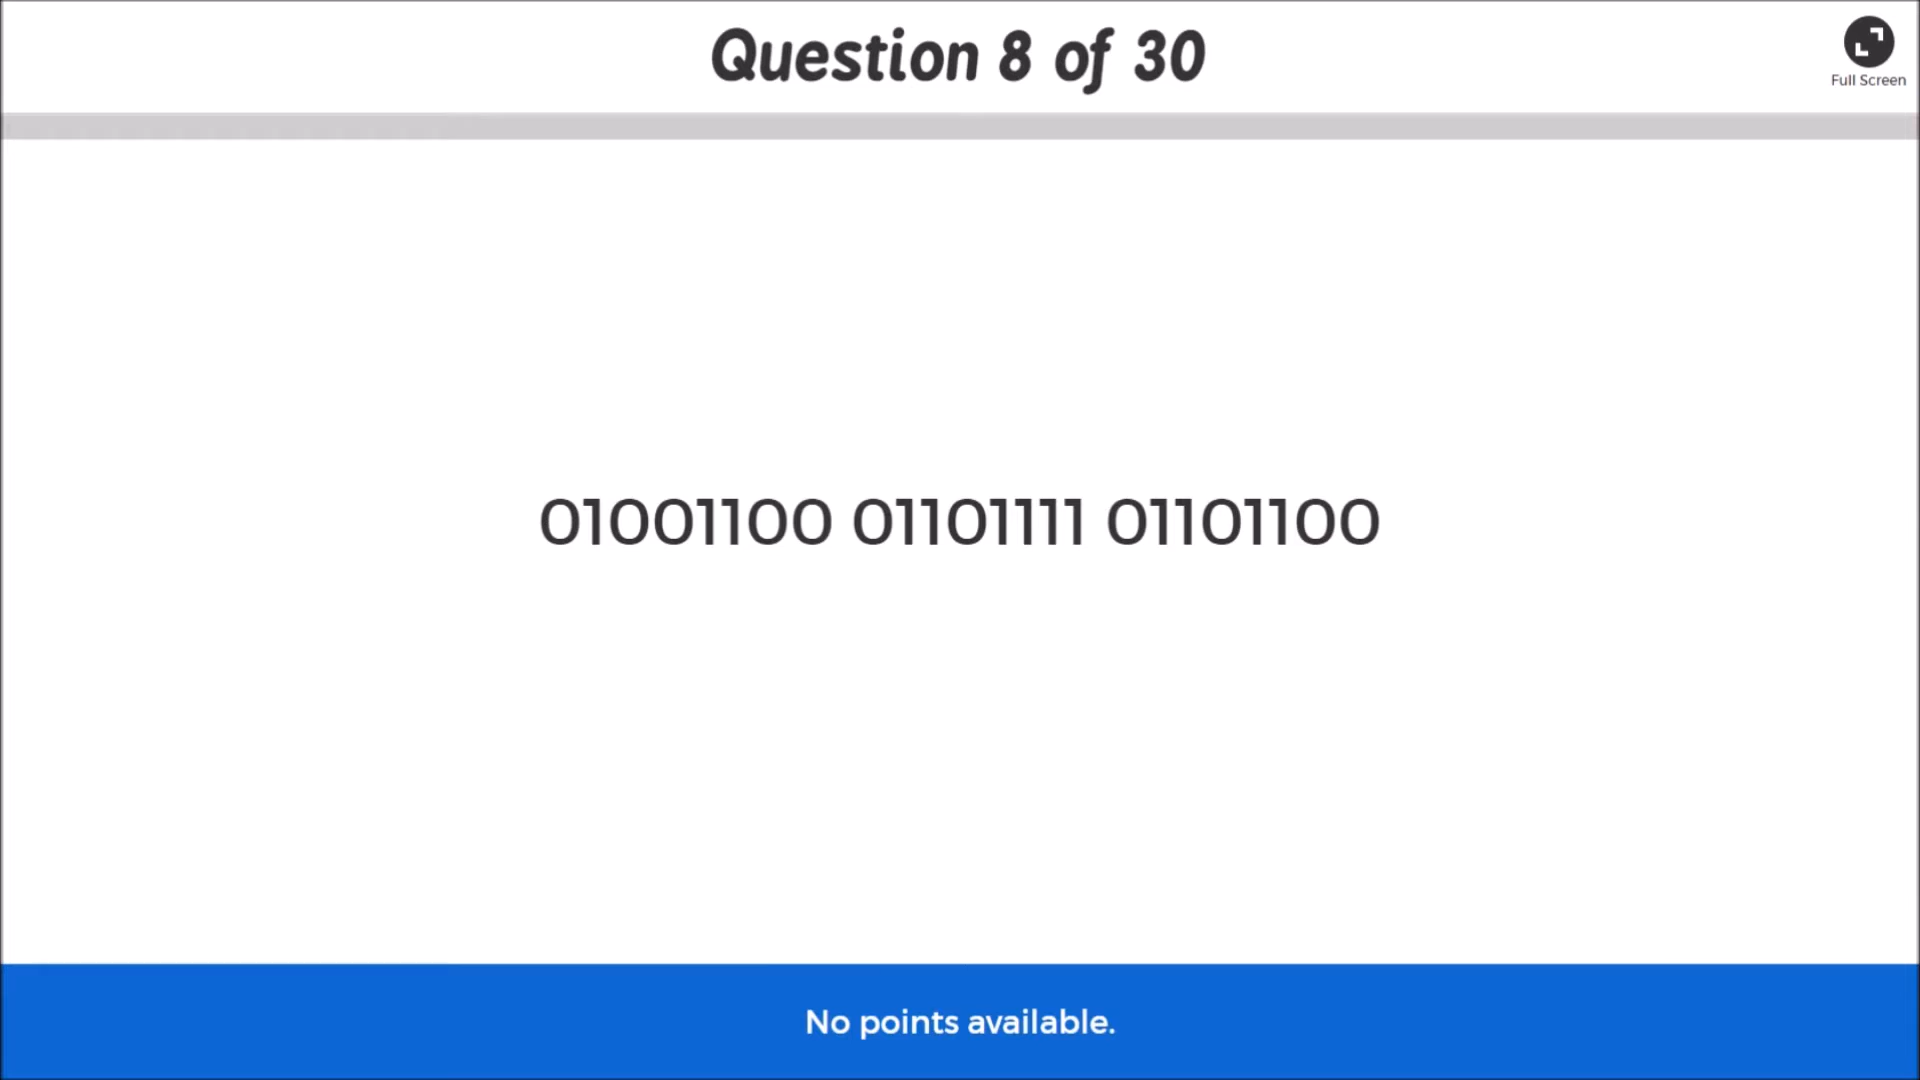 Question 8 of 30
Full Screen
01001100 01101111 01101100
No points available.